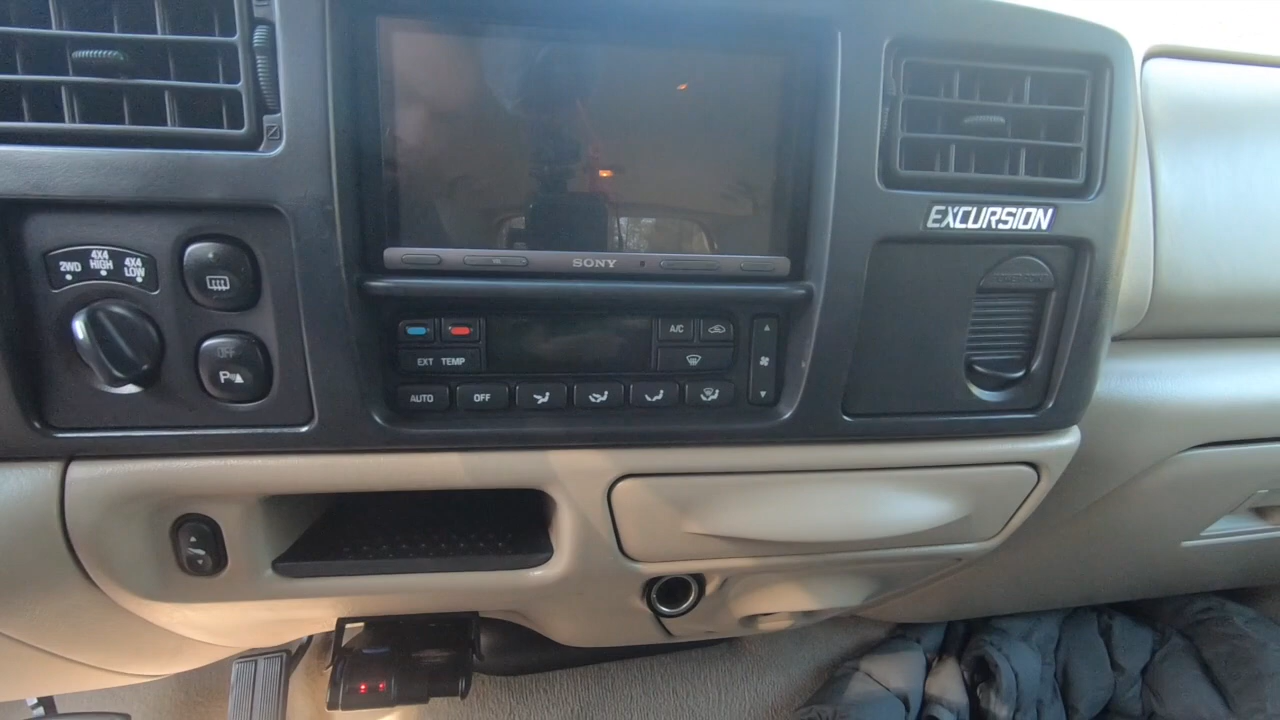 2WD
4X4 HIGH
4X4 LOW
OFF
P
SONY
EXT TEMP
A/C
AUTO
OFF
EXCURSION